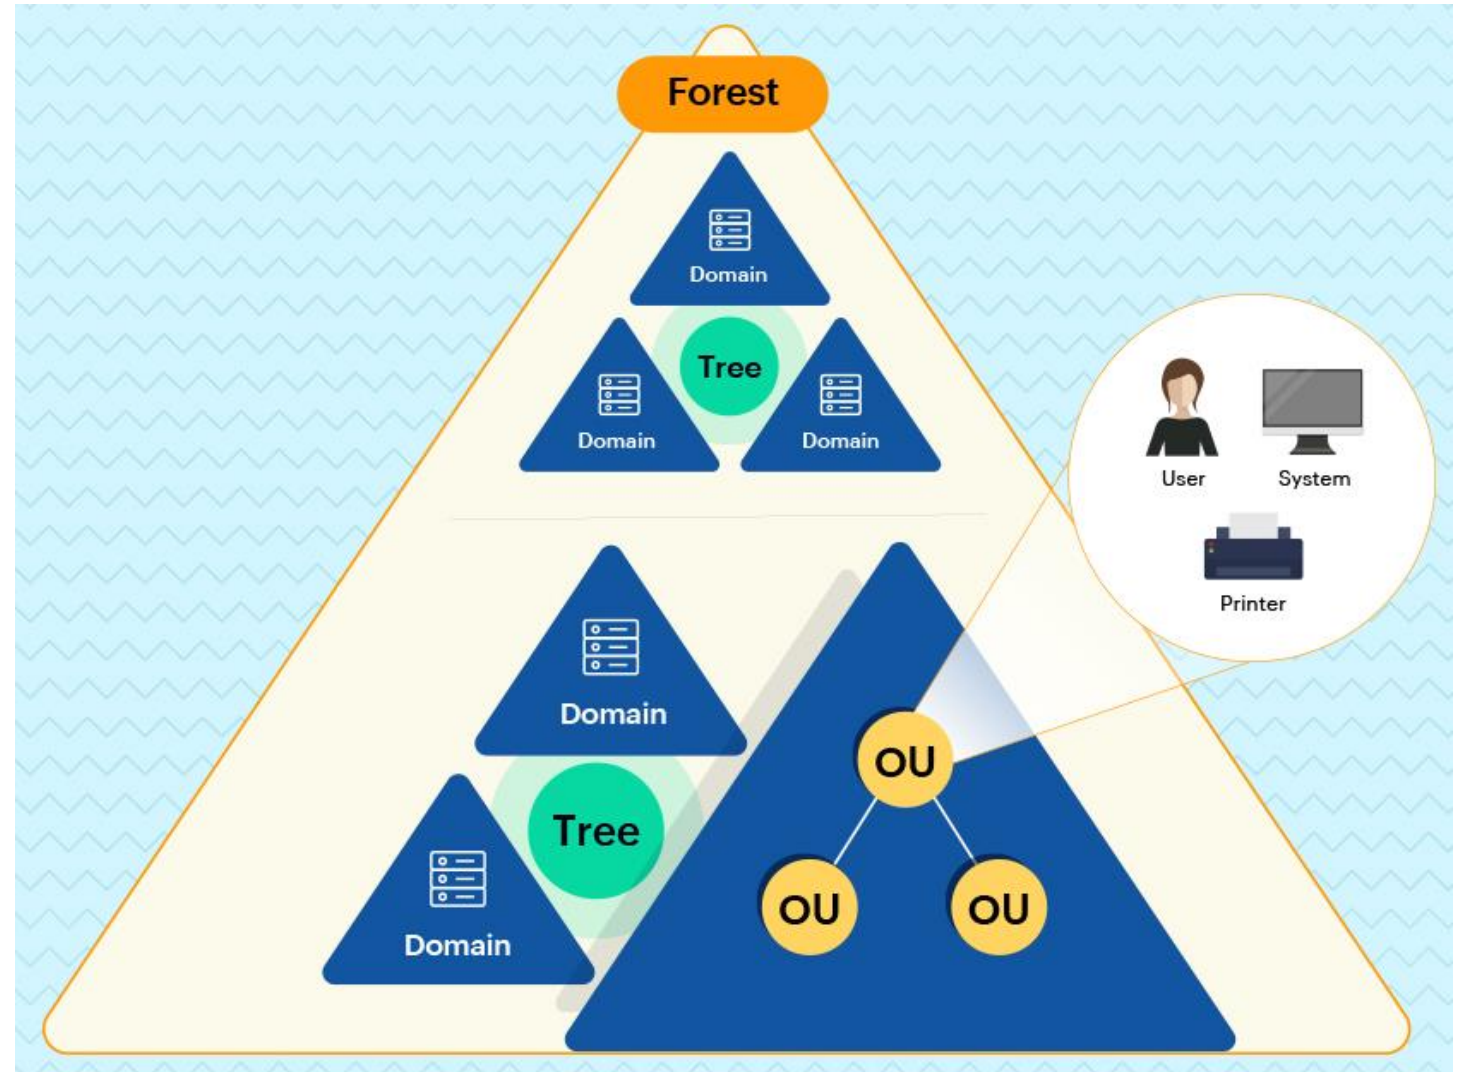 Forest
Domain
Tree
Domain
Domain
User
System
Printer
Domain
OU
Tree
OU
OU
Domain